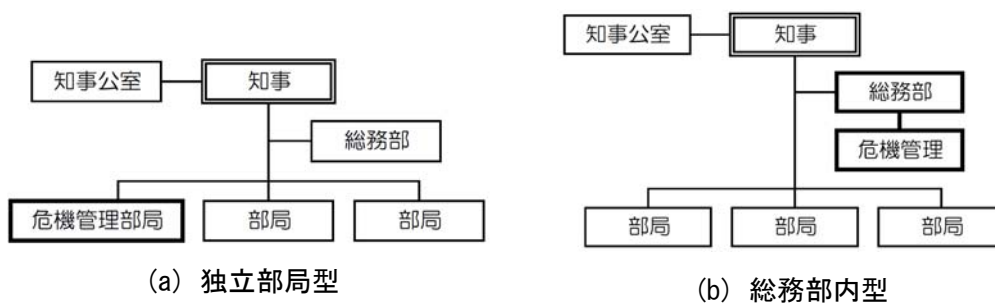 知事公室
知事
総務部
危機管理部局
部局
部局
(a) 独立部局型
知事公室
知事
総務部
危機管理
部局
部局
部局
(b) 総務部内型